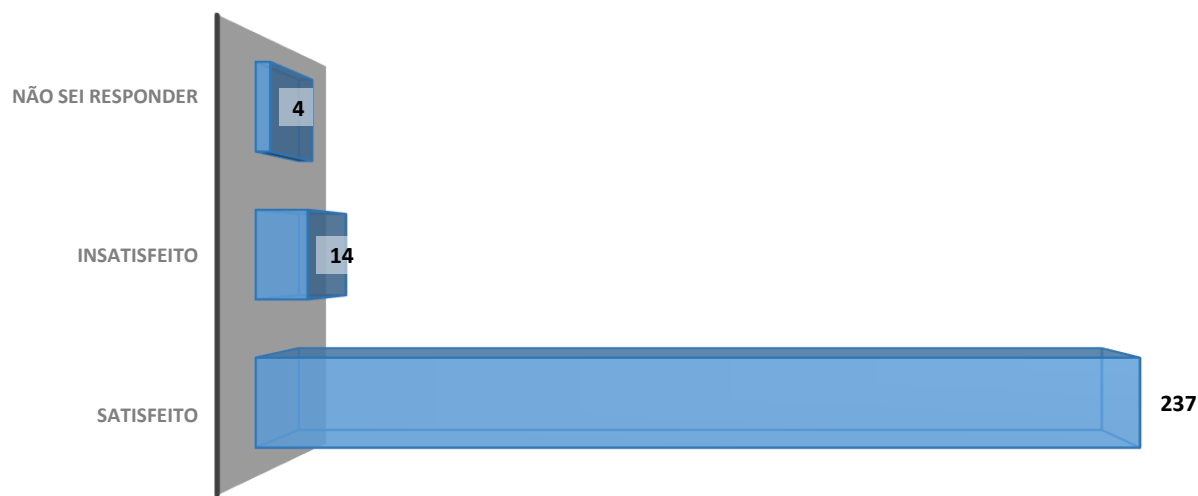 NÃO SEI RESPONDER
4
INSATISFEITO
14
SATISFEITO
237